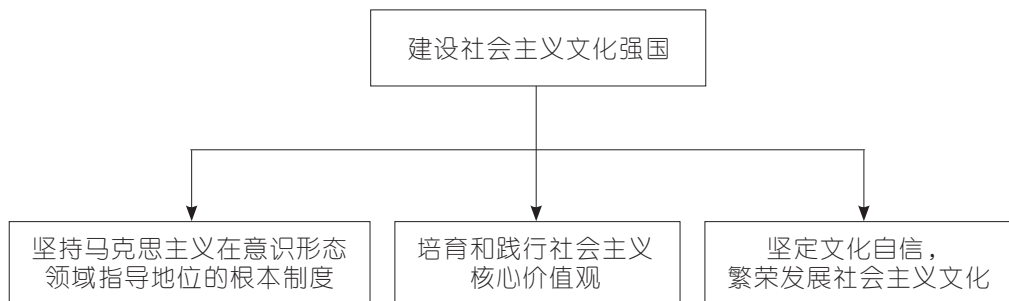 建设社会主义文化强国
坚持马克思主义在意识形态
领域指导地位的根本制度
培育和践行社会主义
核心价值观
坚定文化自信，
繁荣发展社会主义文化